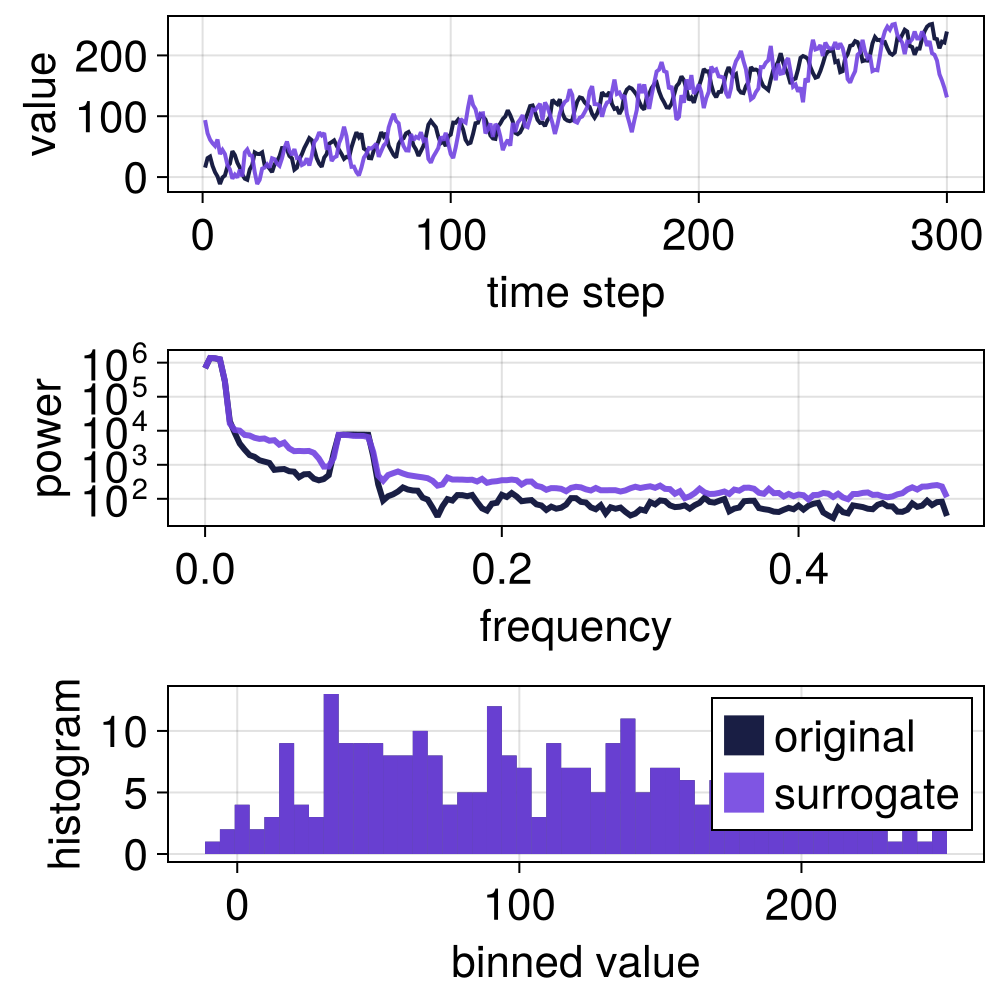 value
200
100
0
0 100 200 300
time step
power
10^6
10^5
10^4
10^3
10^2
0.0 0.2 0.4
frequency
histogram
10
5
0
original
surrogate
0 100 200
binned value